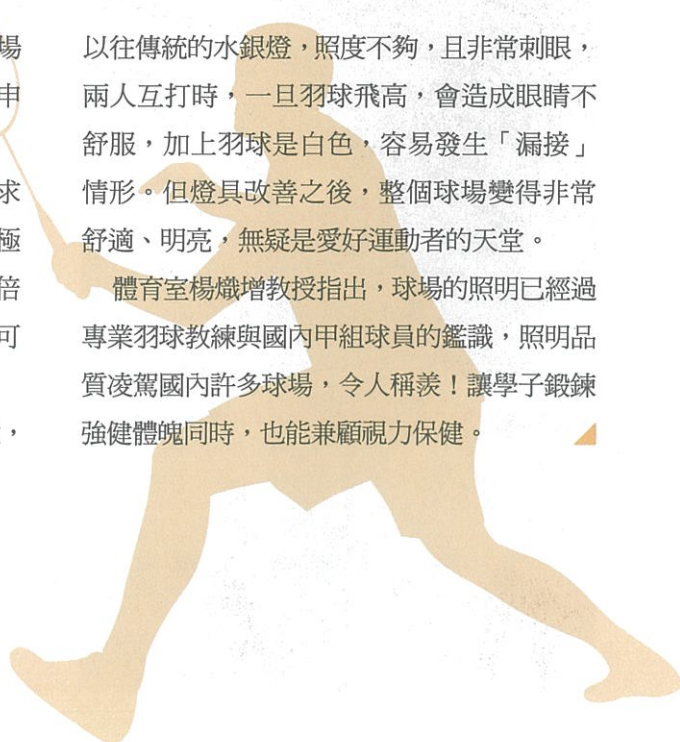 場
申
求
極
倍
可
，
以往傳統的水銀燈，照度不夠，且非常刺眼，
兩人互打時，一旦羽球飛高，會造成眼睛不
舒服，加上羽球是白色，容易發生「漏接」
情形。但燈具改善之後，整個球場變得非常
舒適、明亮，無疑是愛好運動者的天堂。
體育室楊熾增教授指出，球場的照明已經過
專業羽球教練與國內甲組球員的鑑識，照明品
質凌駕國內許多球場，令人稱羨！讓學子鍛鍊
強健體魄同時，也能兼顧視力保健。